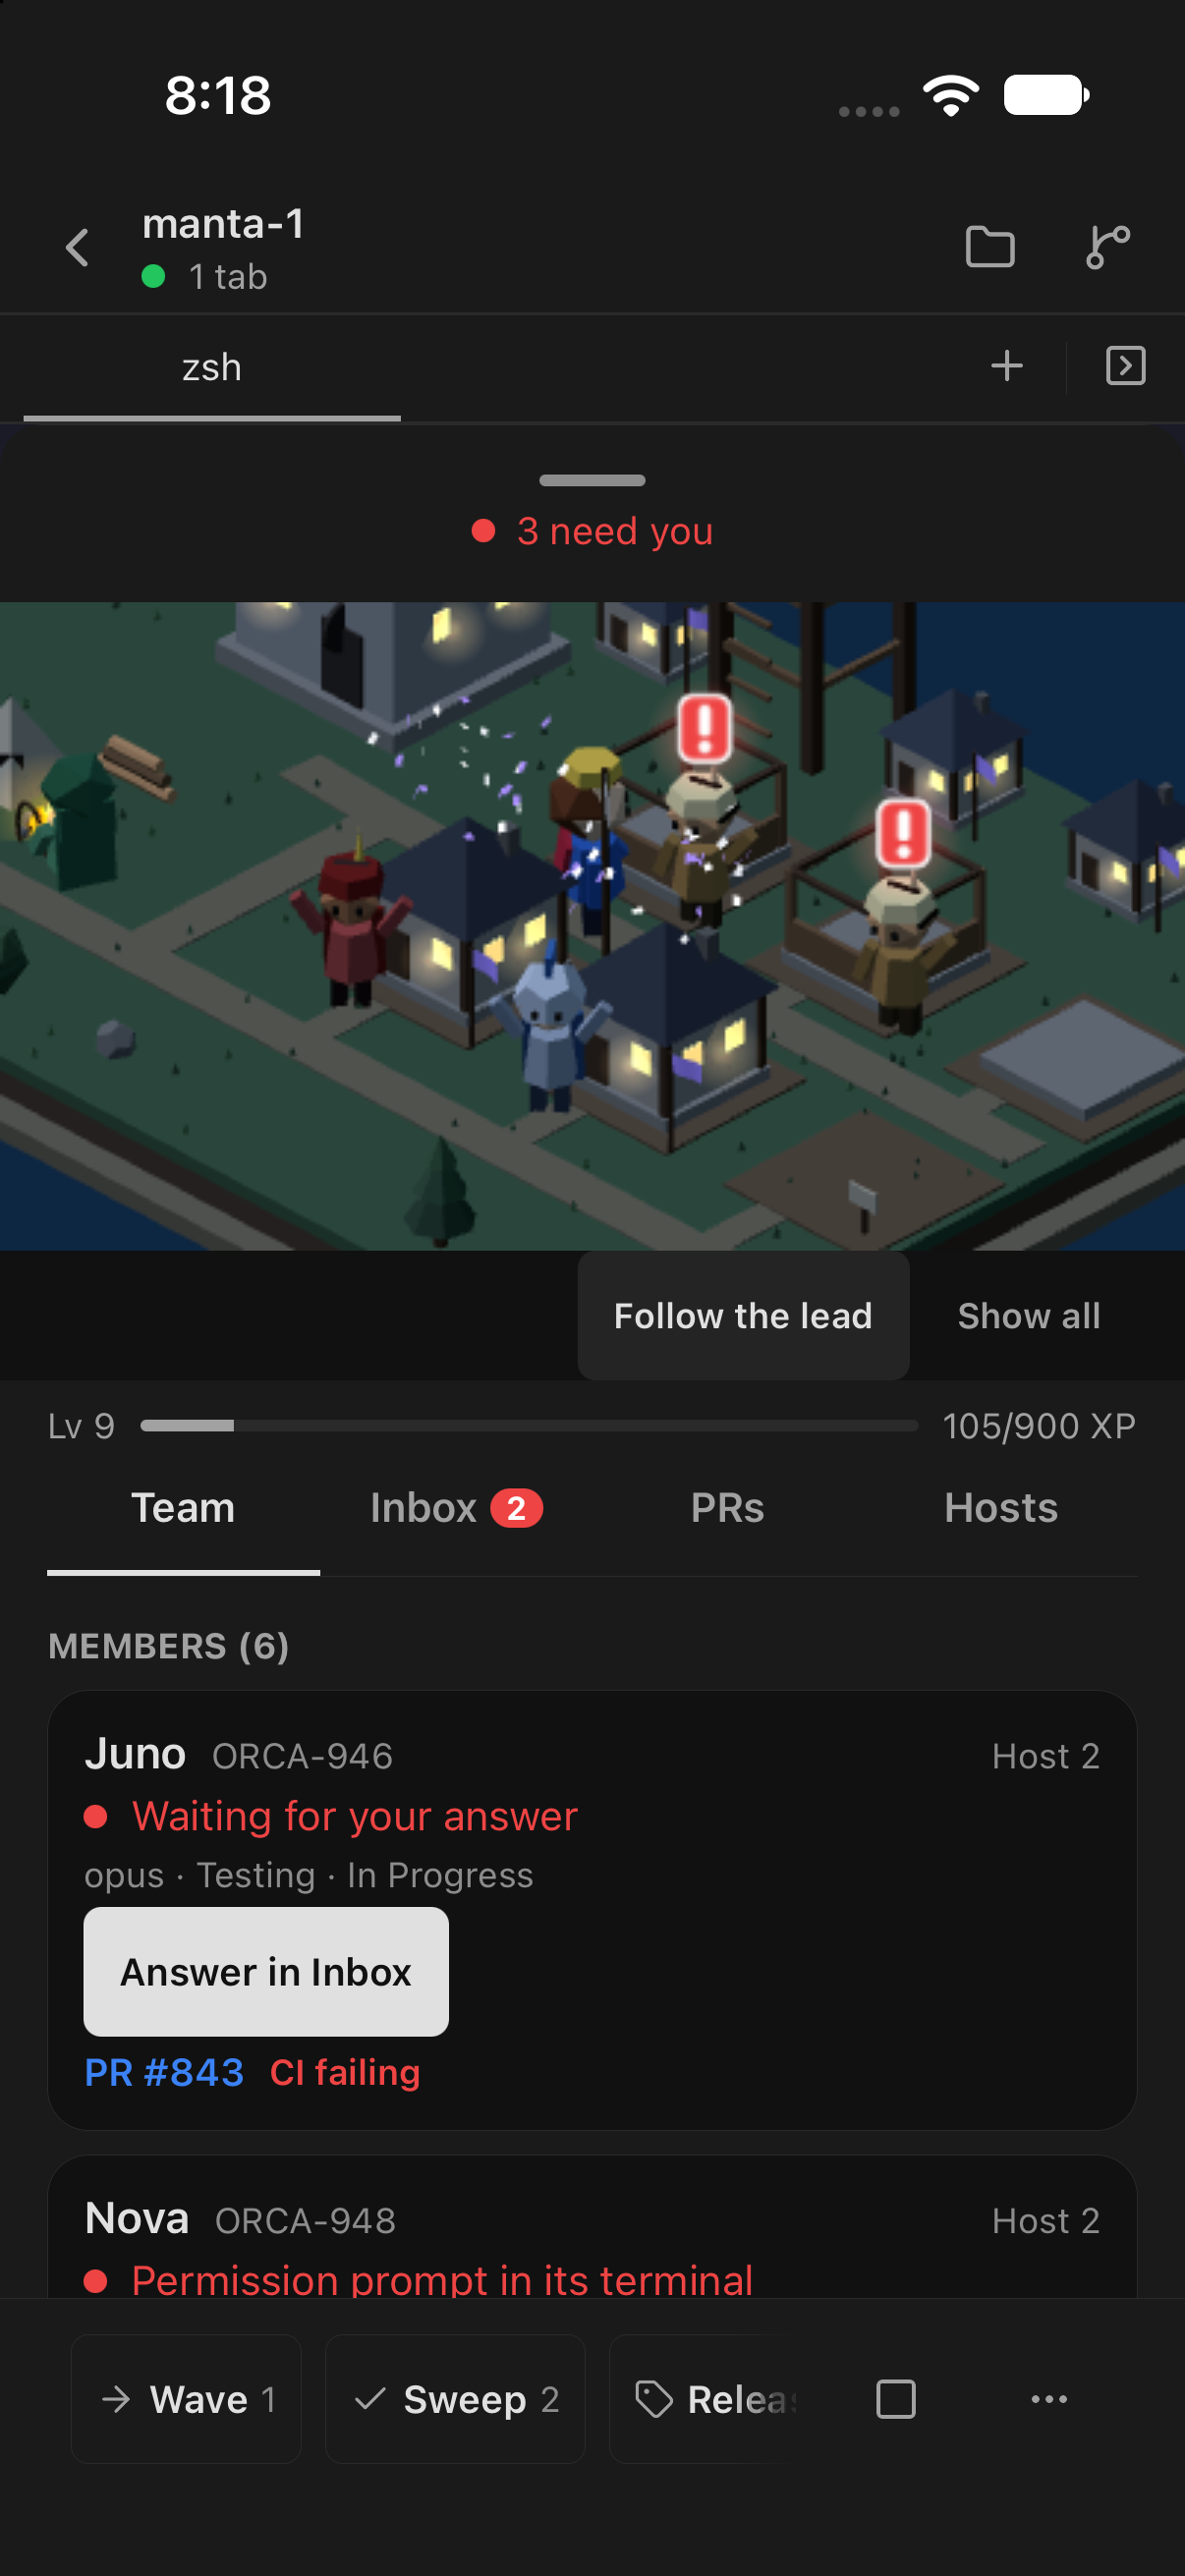 8:18
manta-1
1 tab
zsh
3 need you
Follow the lead
Show all
Lv 9
105/900 XP
Team
Inbox 2
PRs
Hosts
MEMBERS (6)
Juno ORCA-946
Host 2
Waiting for your answer
opus · Testing · In Progress
Answer in Inbox
PR #843 CI failing
Nova ORCA-948
Host 2
Permission prompt in its terminal
Wave 1
Sweep 2